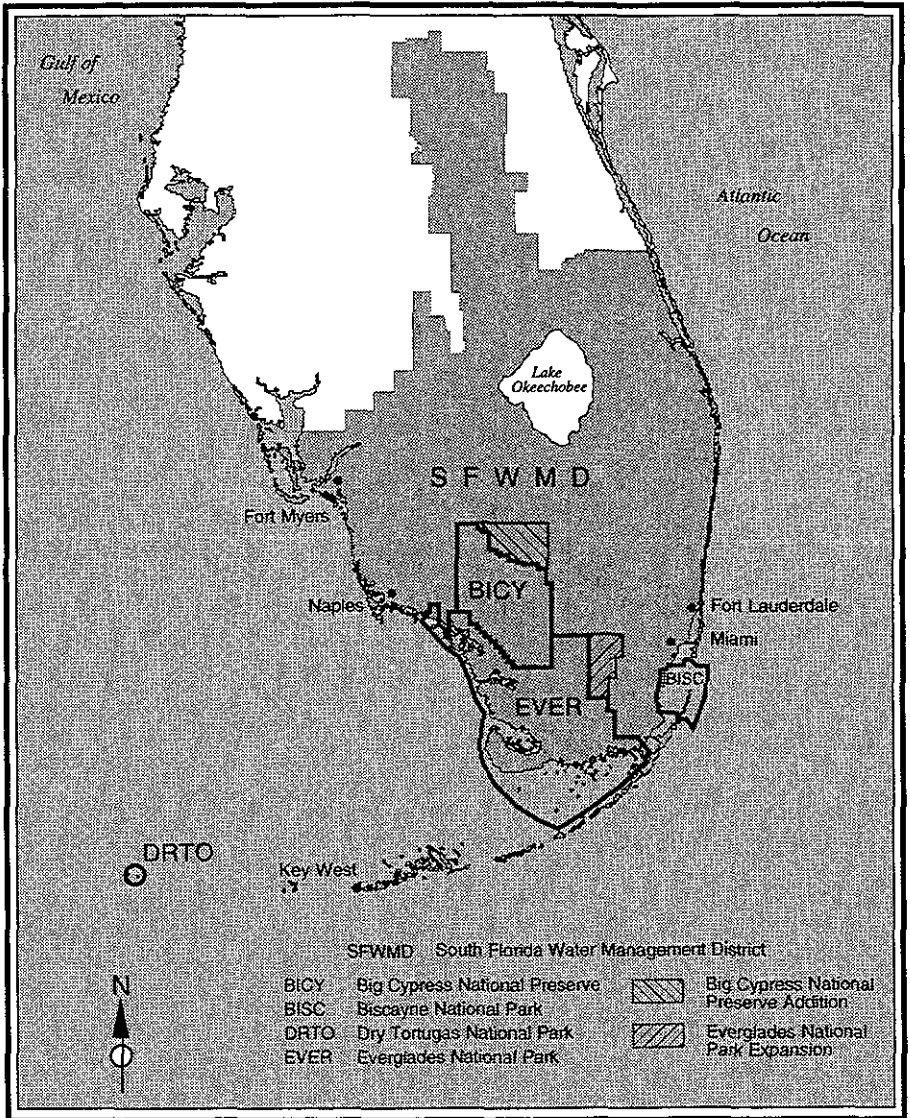 Gulf of
Mexico
Atlantic
Ocean
Lake
Okeechobee
S F W M D
Fort Myers
BICY
Naples
Fort Lauderdale
Miami
BISC
EVER
DRTO
Key West
SFWMD South Florida Water Management District
N
BICY Big Cypress National Preserve
BISC Biscayne National Park
DRTO Dry Tortugas National Park
EVER Everglades National Park
Big Cypress National
Preserve Addition
Everglades National
Park Expansion